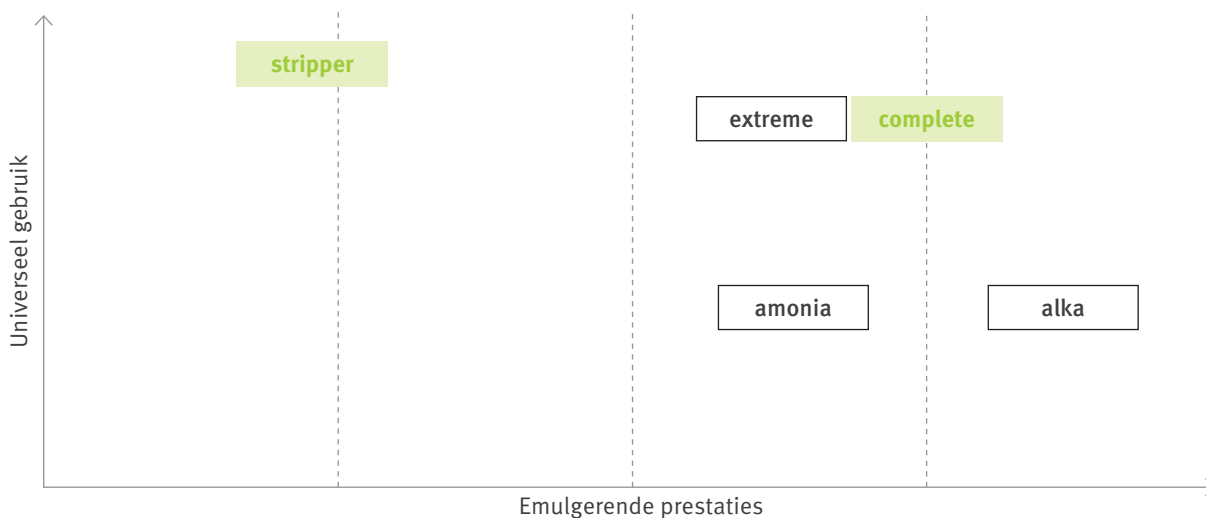 stripper
extreme
complete
Universeel gebruik
amonia
alka
Emulgerende prestaties